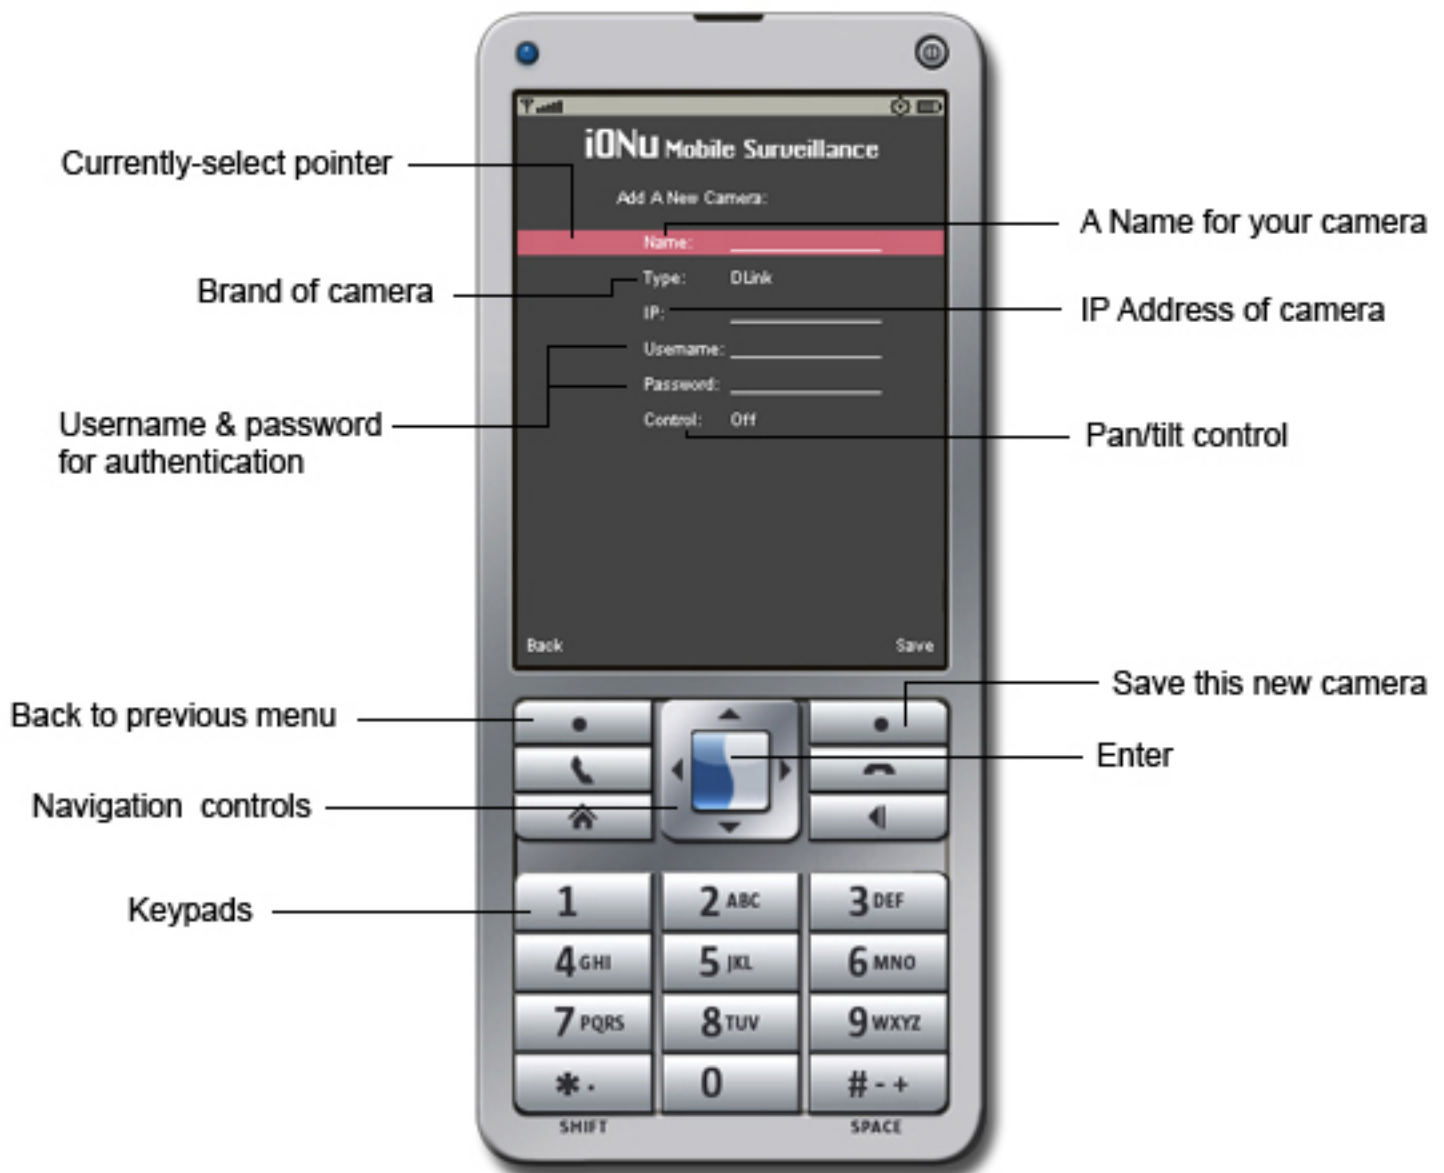 iONu Mobile Surveillance
Currently-select pointer
Add A New Camera:
A Name for your camera
Name:
Brand of camera
Type: DLink
IP Address of camera
IP:
Username:
Password:
Username & password
for authentication
Control: Off
Pan/tilt control
Back
Save
Save this new camera
Back to previous menu
Enter
Navigation controls
Keypads
1
2 ABC
3 DEF
4 GHI
5 JKL
6 MNO
7 PQRS
8 TUV
9 WXYZ
* .
0
# - +
SHIFT
SPACE